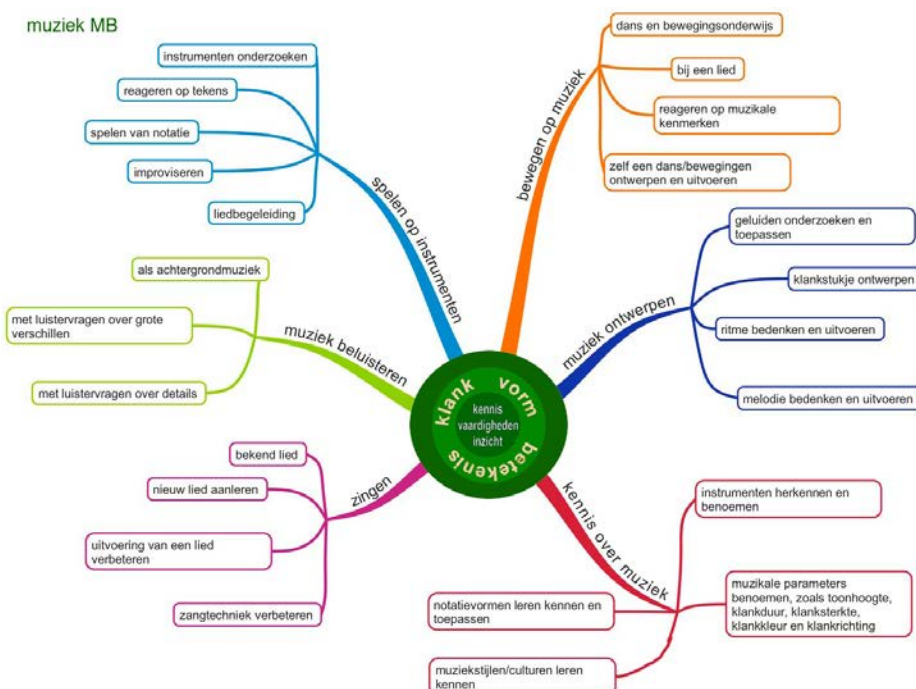 muziek MB
instrumenten onderzoeken
reageren op tekens
spelen van notatie
improviseren
liedbegeleiding
spelen op instrumenten
dans en bewegingsonderwijs
bij een lied
reageren op muzikale
kenmerken
zelf een dans/bewegingen
ontwerpen en uitvoeren
bewegen op muziek
als achtergrondmuziek
met luistervragen over grote
verschillen
met luistervragen over details
muziek beluisteren
geluiden onderzoeken en
toepassen
klankstukje ontwerpen
ritme bedenken en uitvoeren
melodie bedenken en uitvoeren
muziek ontwerpen
klank vorm
betekenis
kennis
vaardigheden
inzicht
bekend lied
nieuw lied aanleren
uitvoering van een lied
verbeteren
zangtechniek verbeteren
zingen
kennis over muziek
instrumenten herkennen en
benoemen
muzikale parameters
benoemen, zoals toonhoogte,
klankduur, klanksterkte,
klankkleur en klankrichting
notatievormen leren kennen en
toepassen
muziekstijlen/culturen leren
kennen